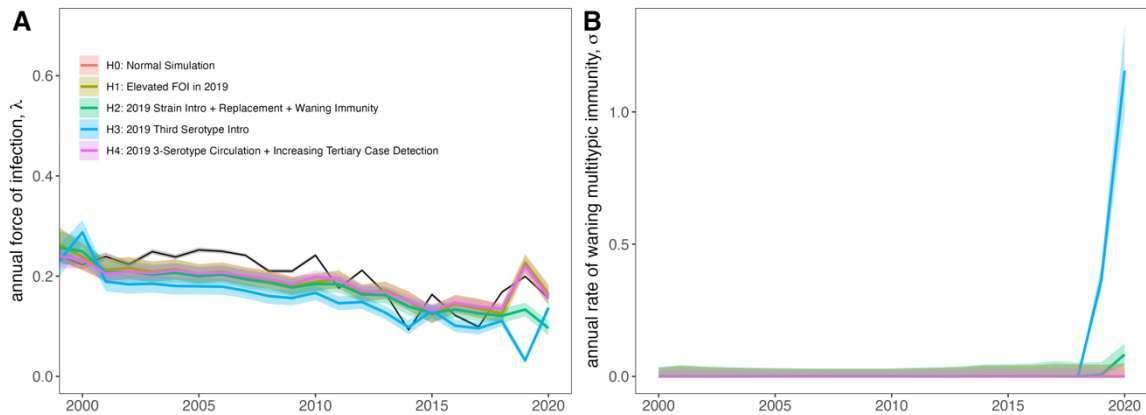 A
B
H0: Normal Simulation
H1: Elevated FOI in 2019
H2: 2019 Strain Intro + Replacement + Waning Immunity
H3: 2019 Third Serotype Intro
H4: 2019 3-Serotype Circulation + Increasing Tertiary Case Detection
annual force of infection, λ
0.6
0.4
0.2
0.0
2000
2005
2010
2015
2020
annual rate of waning multitypic immunity, σ
1.0
0.5
0.0
2000
2005
2010
2015
2020